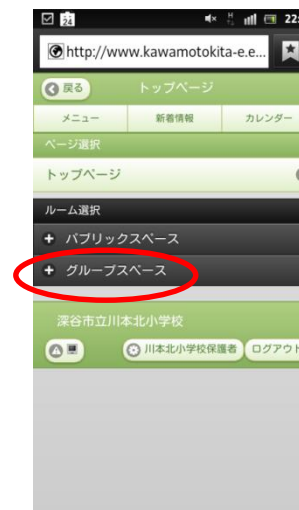 24
22:
http://www.kawamotokita-e.e...
戻る トップページ
メニュー 新着情報 カレンダー
ページ選択
トップページ
ルーム選択
パブリックスペース
グループスペース
深谷市立川本北小学校
川本北小学校保護者 ログアウト